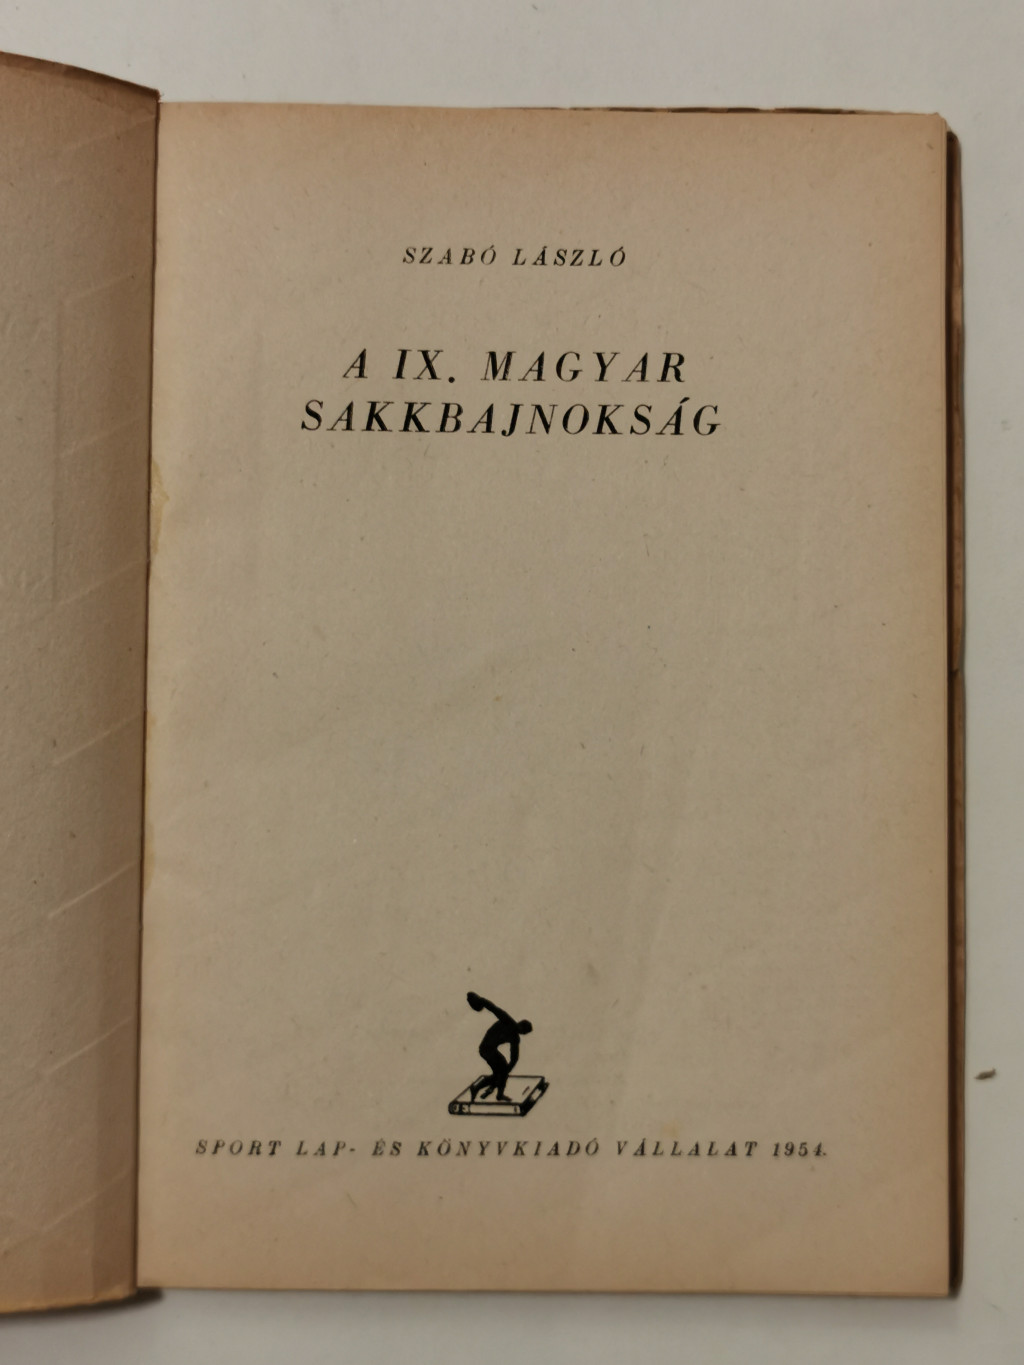 SZABÓ LÁSZLÓ
A IX. MAGYAR
SAKKBAJNOKSÁG
SPORT LAP- ÉS KÖNYVKIADÓ VÁLLALAT 1954.